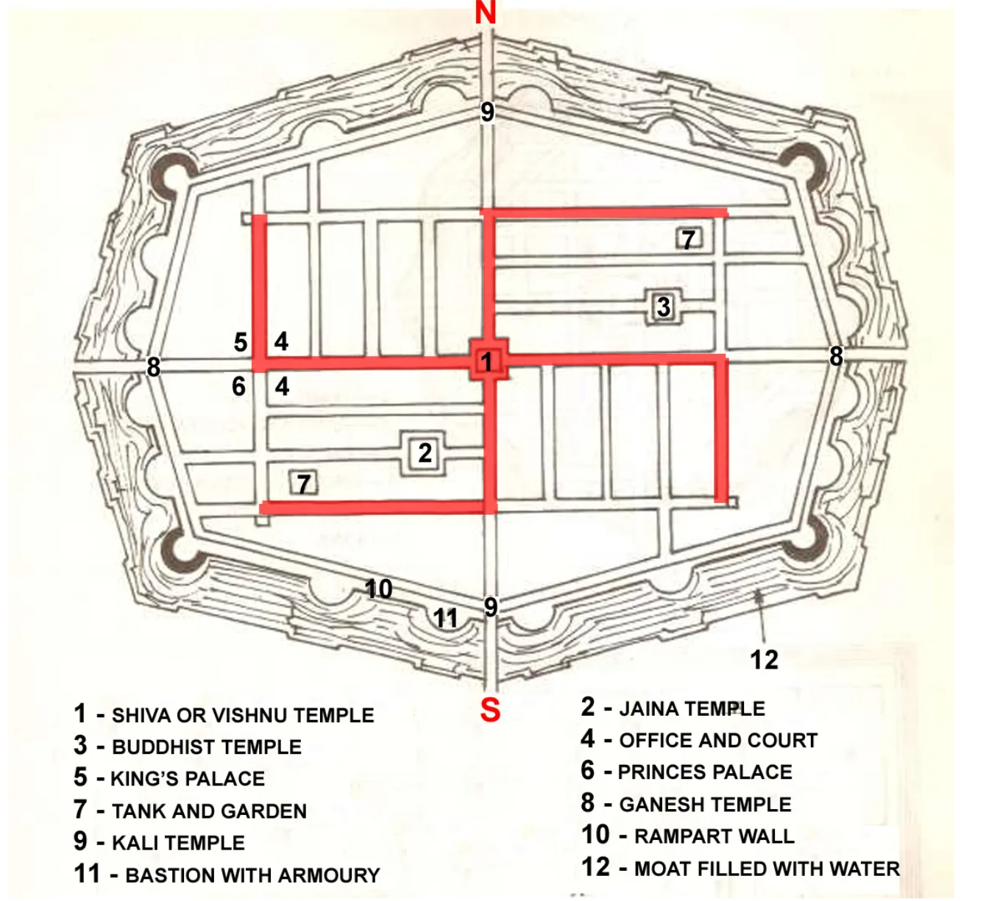 N
9
7
3
5 4
1
8 8
6 4
2
7
10
11 9
12
S
1 - SHIVA OR VISHNU TEMPLE
2 - JAINA TEMPLE
3 - BUDDHIST TEMPLE
4 - OFFICE AND COURT
5 - KING’S PALACE
6 - PRINCES PALACE
7 - TANK AND GARDEN
8 - GANESH TEMPLE
9 - KALI TEMPLE
10 - RAMPART WALL
11 - BASTION WITH ARMOURY
12 - MOAT FILLED WITH WATER